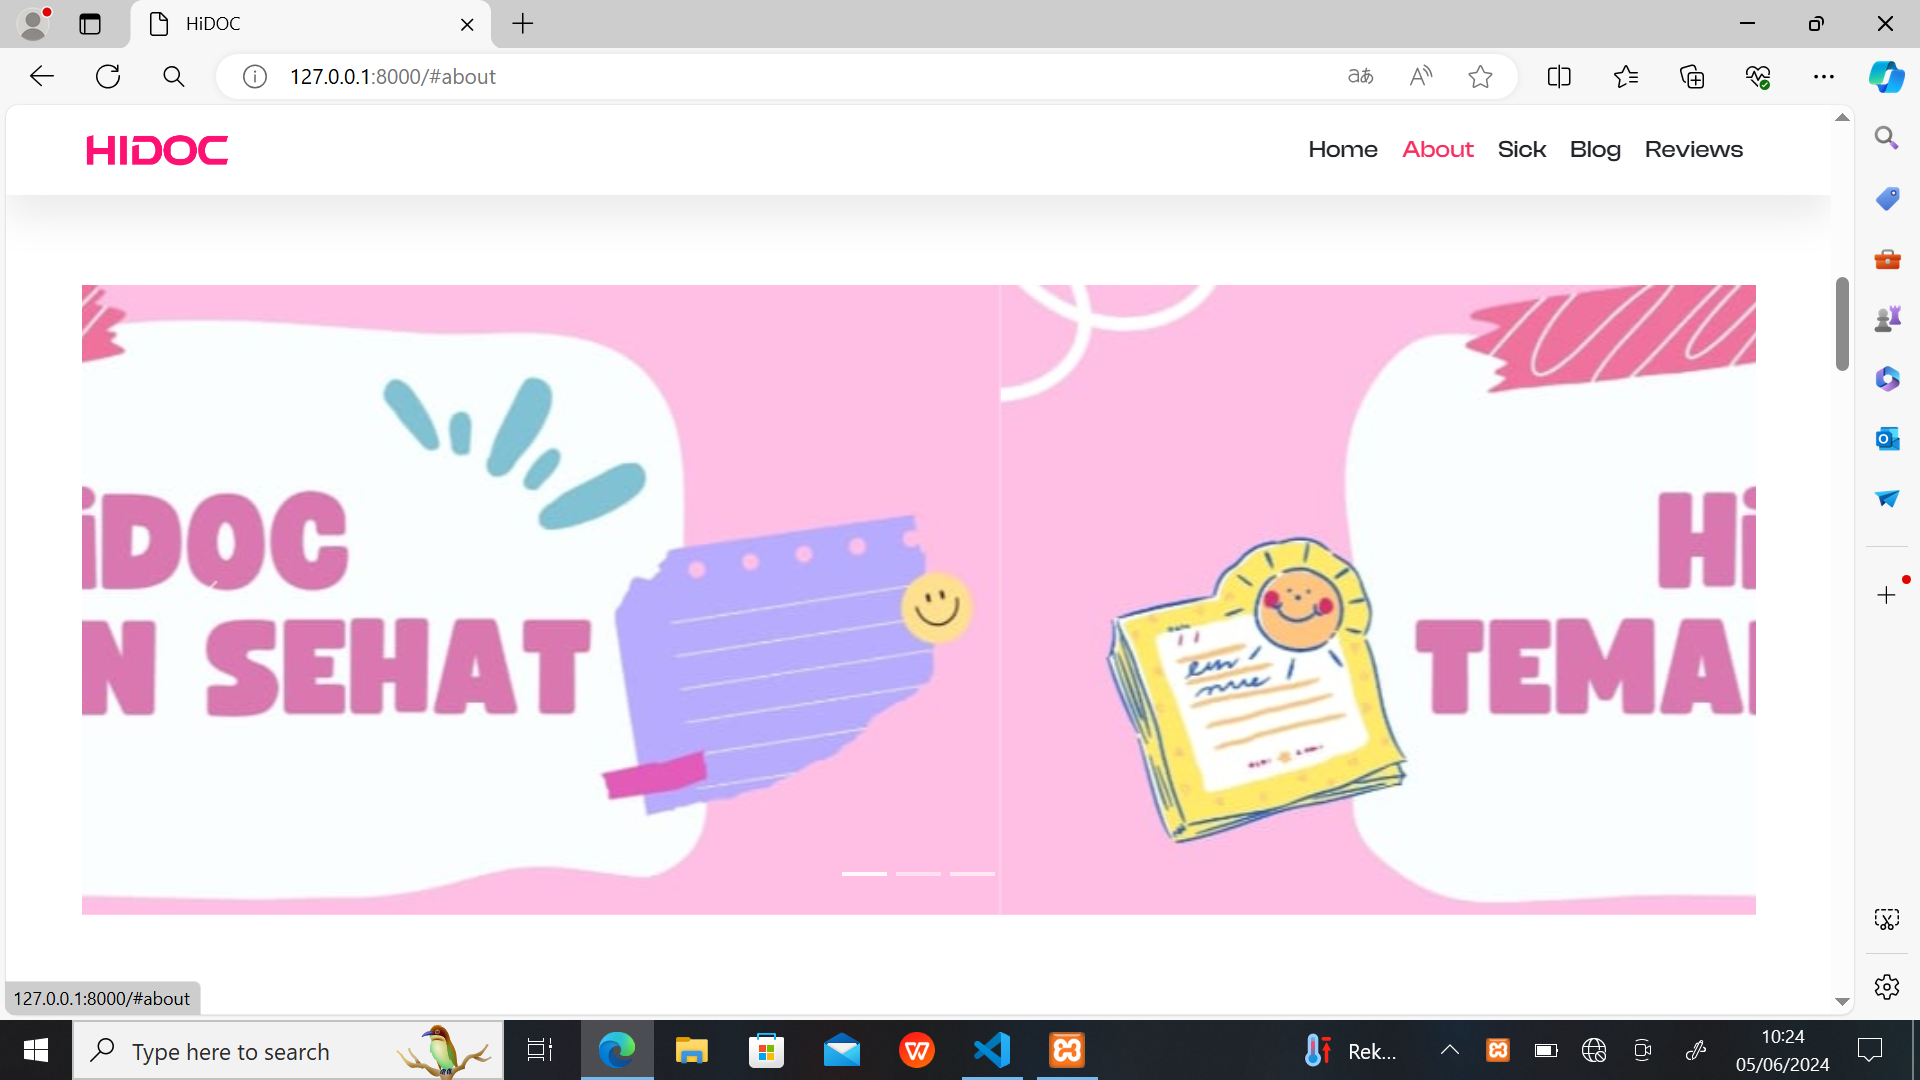 HiDOC
127.0.0.1:8000/#about
HIDOC
Home About Sick Blog Reviews
iDOC
N SEHAT
Hi
TEMA
127.0.0.1:8000/#about
Type here to search
Rek...
10:24
05/06/2024